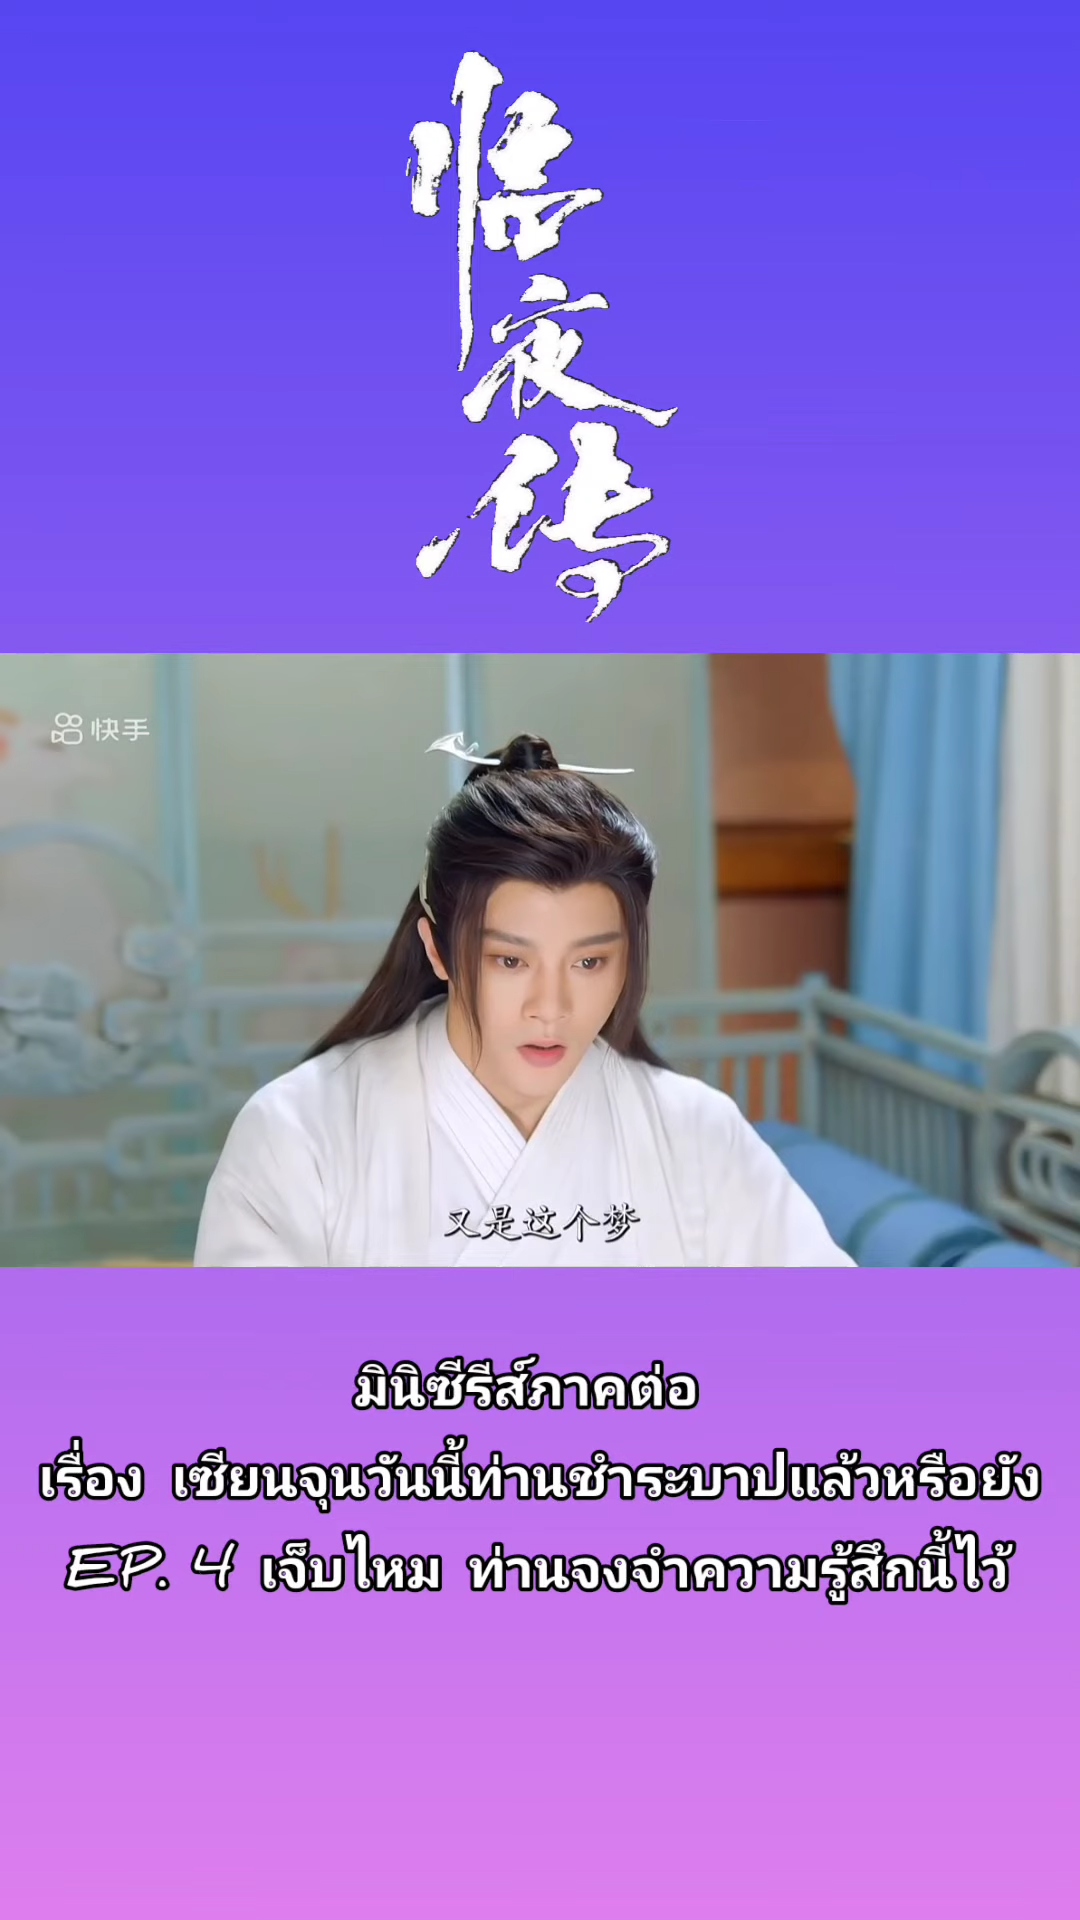 临夜传
快手
又是这个梦
มินิซีรีส์ภาคต่อ
เรื่อง เซียนจุนวันนี้ท่านชำระบาปแล้วหรือยัง
EP. 4 เจ็บไหม ท่านจงจำความรู้สึกนี้ไว้